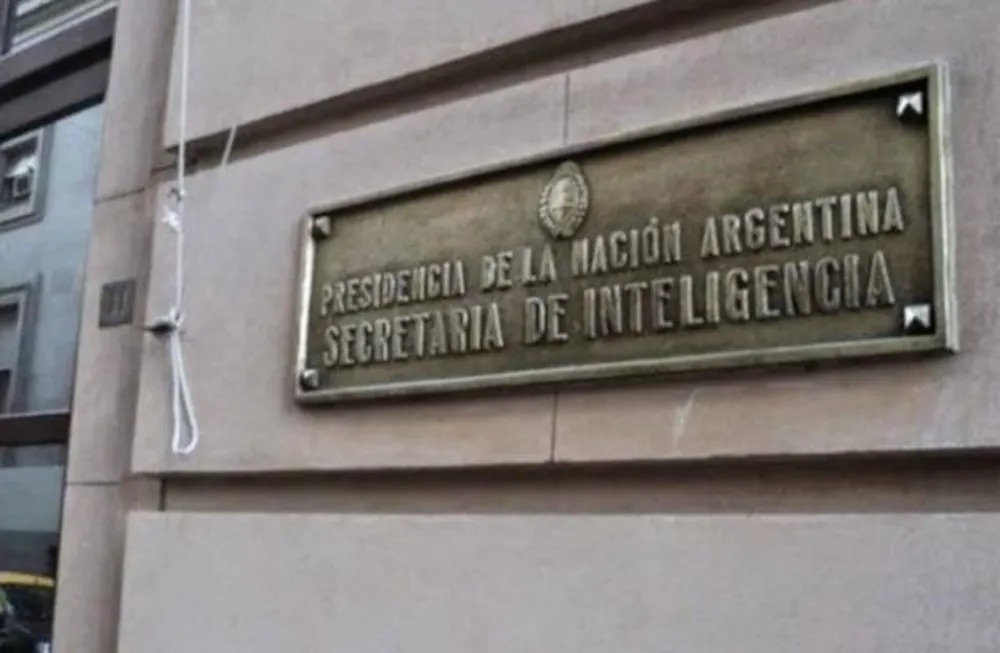 PRESIDENCIA DE LA NACIÓN ARGENTINA
SECRETARIA DE INTELIGENCIA